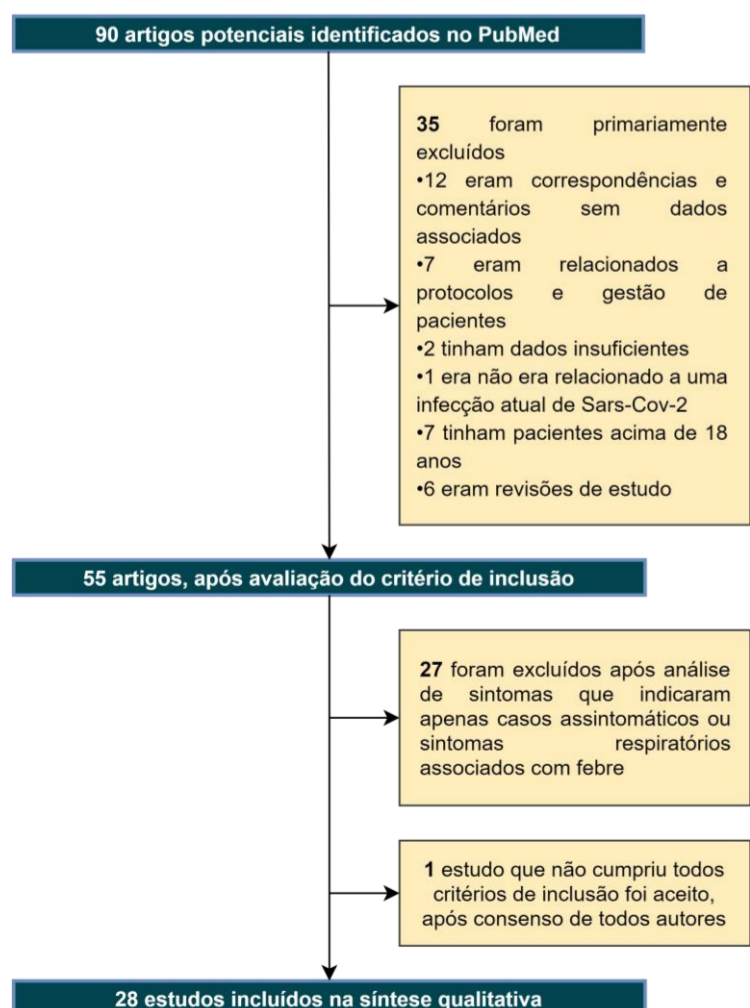 90 artigos potenciais identificados no PubMed
35 foram primariamente
excluídos
•12 eram correspondências e
comentários sem dados
associados
•7 eram relacionados a
protocolos e gestão de
pacientes
•2 tinham dados insuficientes
•1 era não era relacionado a uma
infecção atual de Sars-Cov-2
•7 tinham pacientes acima de 18
anos
•6 eram revisões de estudo
55 artigos, após avaliação do critério de inclusão
27 foram excluídos após análise
de sintomas que indicaram
apenas casos assintomáticos ou
sintomas respiratórios
associados com febre
1 estudo que não cumpriu todos
critérios de inclusão foi aceito,
após consenso de todos autores
28 estudos incluídos na síntese qualitativa